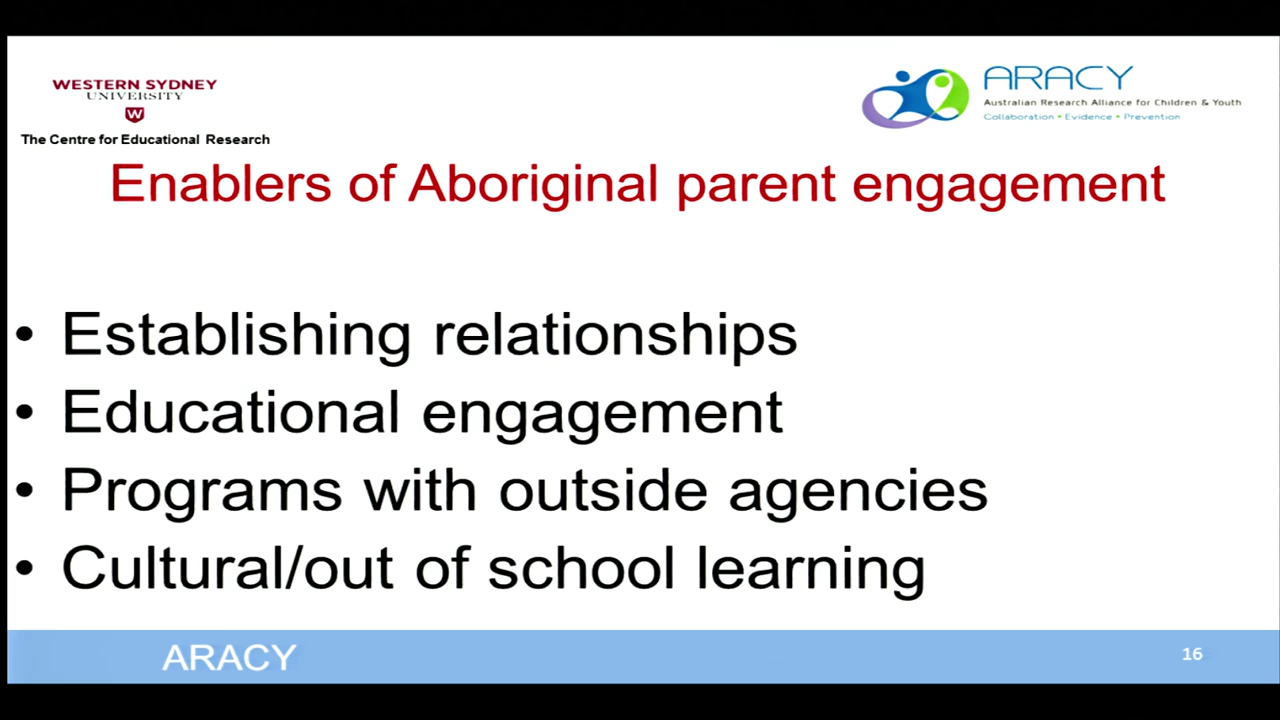 WESTERN SYDNEY
UNIVERSITY
W
The Centre for Educational Research
ARACY
Australian Research Alliance for Children & Youth
Collaboration • Evidence • Prevention
Enablers of Aboriginal parent engagement
• Establishing relationships
• Educational engagement
• Programs with outside agencies
• Cultural/out of school learning
ARACY
16